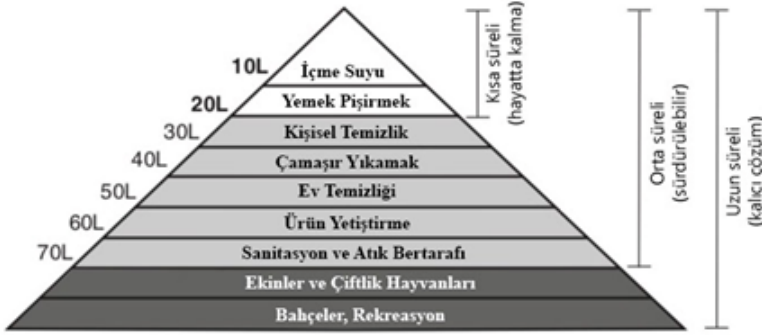 10L
İçme Suyu
20L
Yemek Pişirmek
30L
Kişisel Temizlik
40L
Çamaşır Yıkamak
50L
Ev Temizliği
60L
Ürün Yetiştirme
70L
Sanitasyon ve Atık Bertarafı
Ekinler ve Çiftlik Hayvanları
Bahçeler, Rekreasyon
Kısa süreli
(hayatta kalma)
Orta süreli
(sürdürülebilir)
Uzun süreli
(kalıcı çözüm)